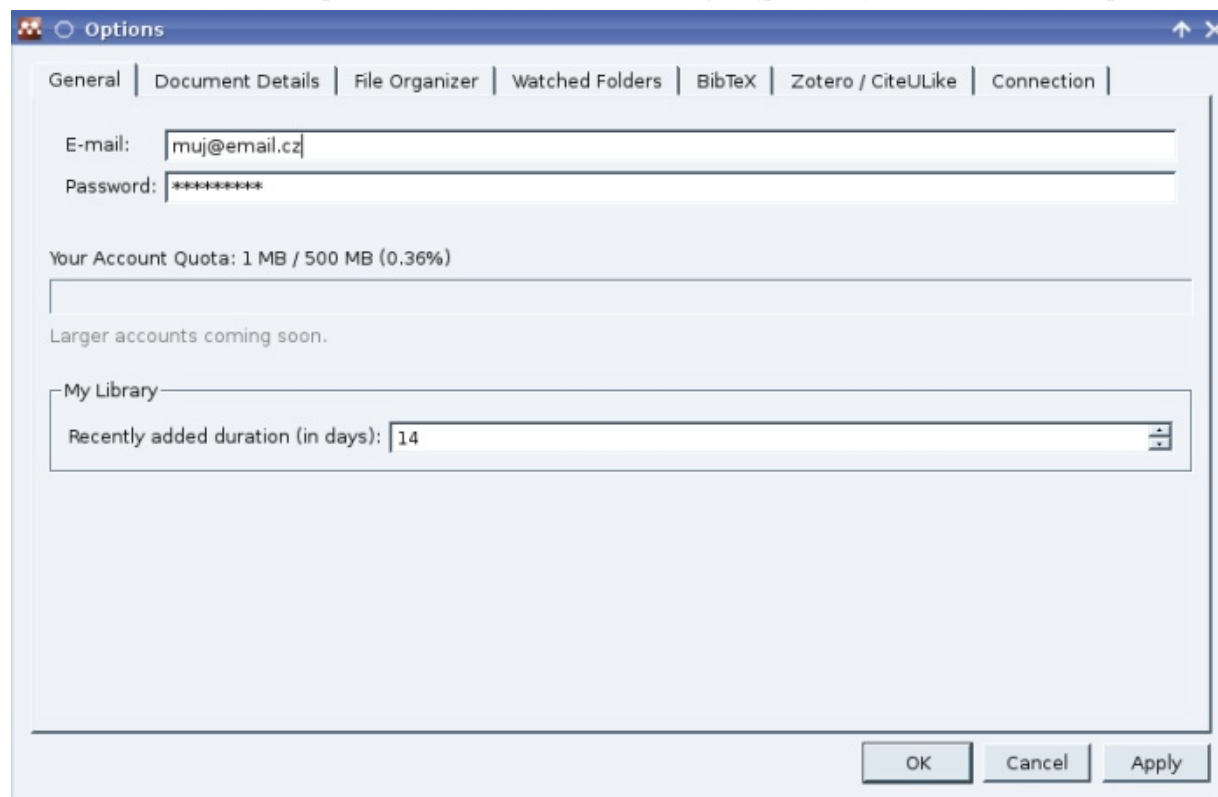 Options
General Document Details File Organizer Watched Folders BibTeX Zotero / CiteULike Connection
E-mail: muj@email.cz
Password: *********
Your Account Quota: 1 MB / 500 MB (0.36%)
Larger accounts coming soon.
My Library
Recently added duration (in days): 14
OK Cancel Apply